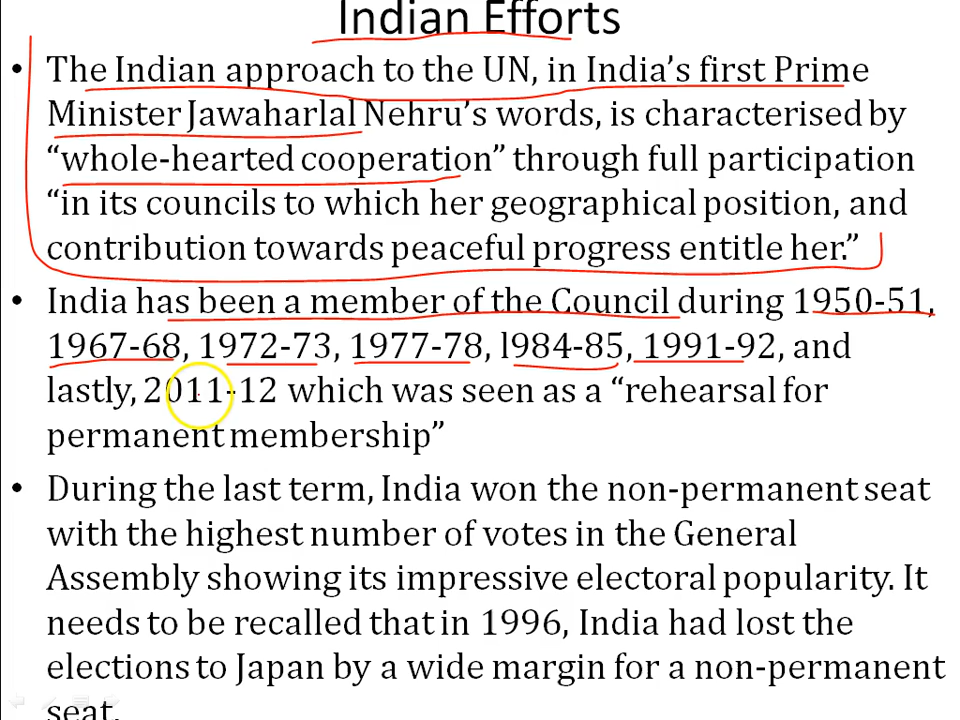 Indian Efforts
• The Indian approach to the UN, in India's first Prime
Minister Jawaharlal Nehru's words, is characterised by
“whole-hearted cooperation” through full participation
“in its councils to which her geographical position, and
contribution towards peaceful progress entitle her.”
• India has been a member of the Council during 1950-51,
1967-68, 1972-73, 1977-78, l984-85, 1991-92, and
lastly, 2011-12 which was seen as a “rehearsal for
permanent membership”
• During the last term, India won the non-permanent seat
with the highest number of votes in the General
Assembly showing its impressive electoral popularity. It
needs to be recalled that in 1996, India had lost the
elections to Japan by a wide margin for a non-permanent
seat.